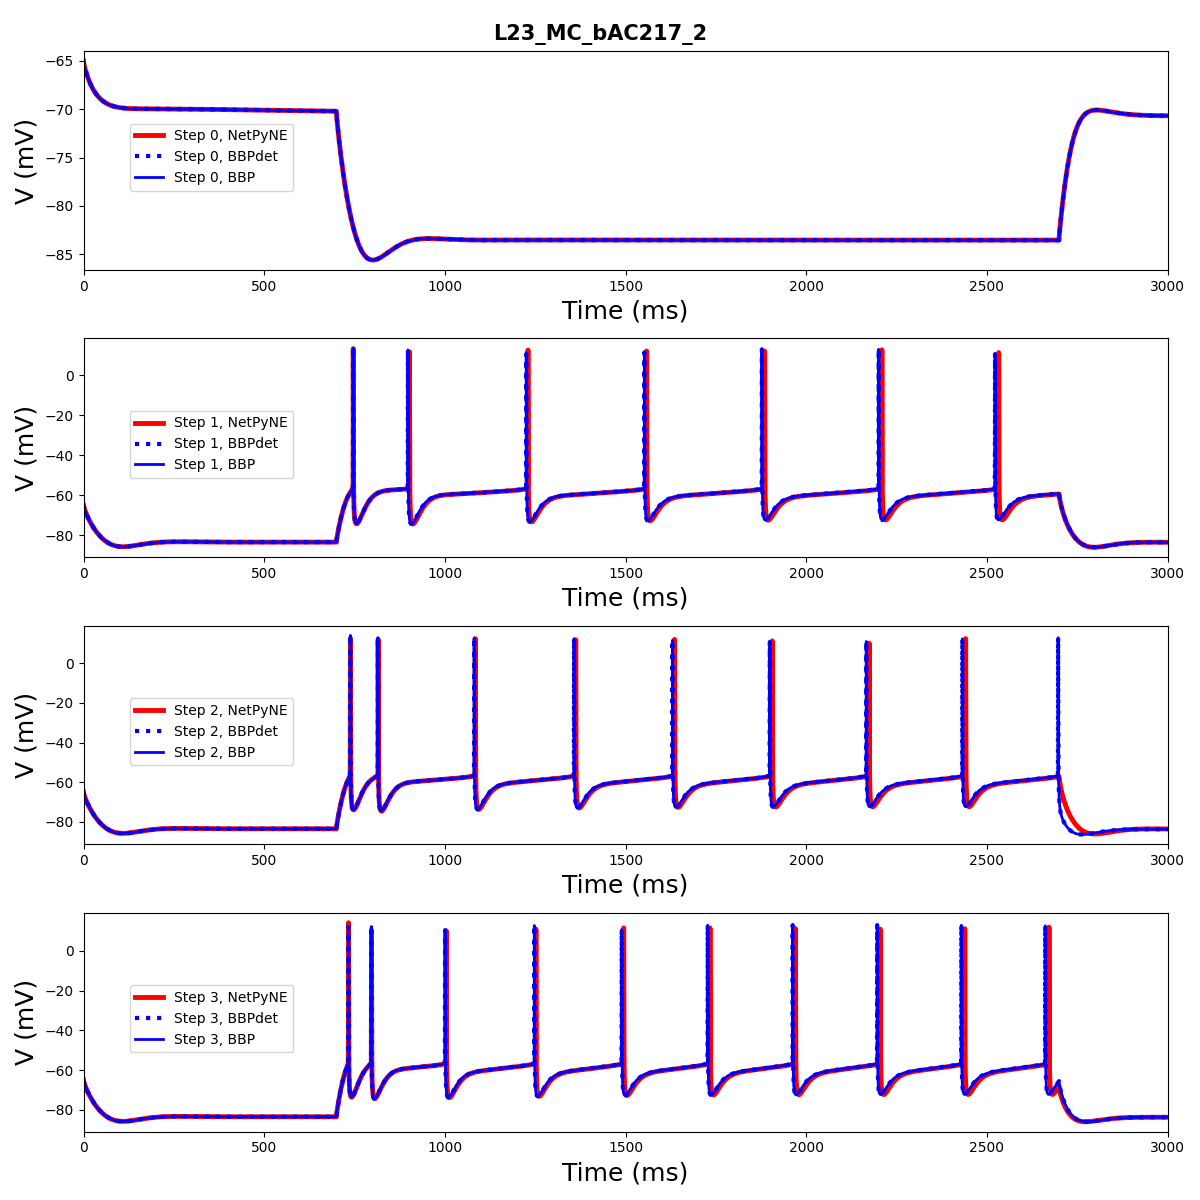 L23_MC_bAC217_2
−65
−70
−75
−80
−85
V (mV)
Step 0, NetPyNE
Step 0, BBPdet
Step 0, BBP
0 500 1000 1500 2000 2500 3000
Time (ms)
0
−20
−40
−60
−80
V (mV)
Step 1, NetPyNE
Step 1, BBPdet
Step 1, BBP
0 500 1000 1500 2000 2500 3000
Time (ms)
0
−20
−40
−60
−80
V (mV)
Step 2, NetPyNE
Step 2, BBPdet
Step 2, BBP
0 500 1000 1500 2000 2500 3000
Time (ms)
0
−20
−40
−60
−80
V (mV)
Step 3, NetPyNE
Step 3, BBPdet
Step 3, BBP
0 500 1000 1500 2000 2500 3000
Time (ms)